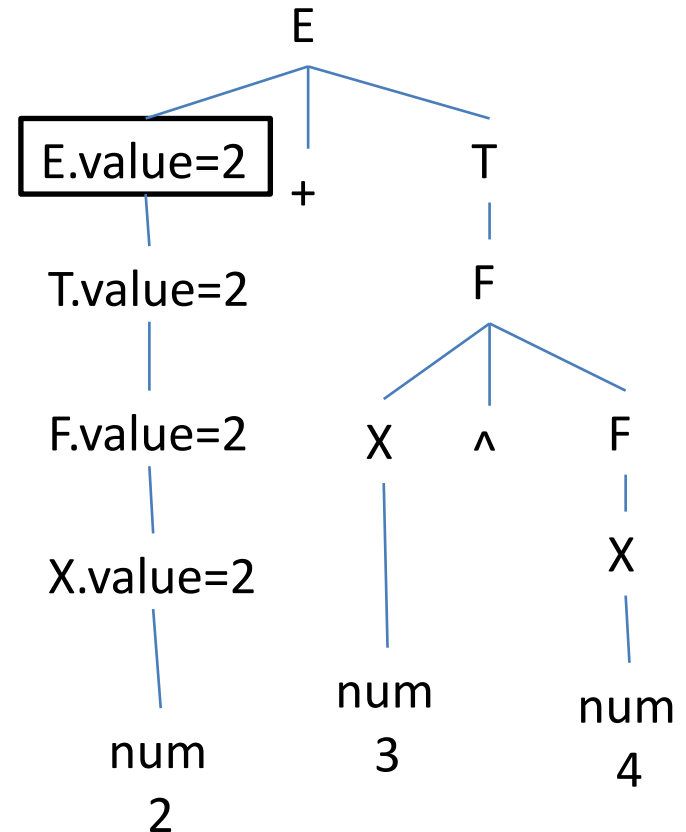 E
E.value=2 + T
T.value=2 F
F.value=2 X ^ F
X.value=2 X
num 3
num 4
num 2